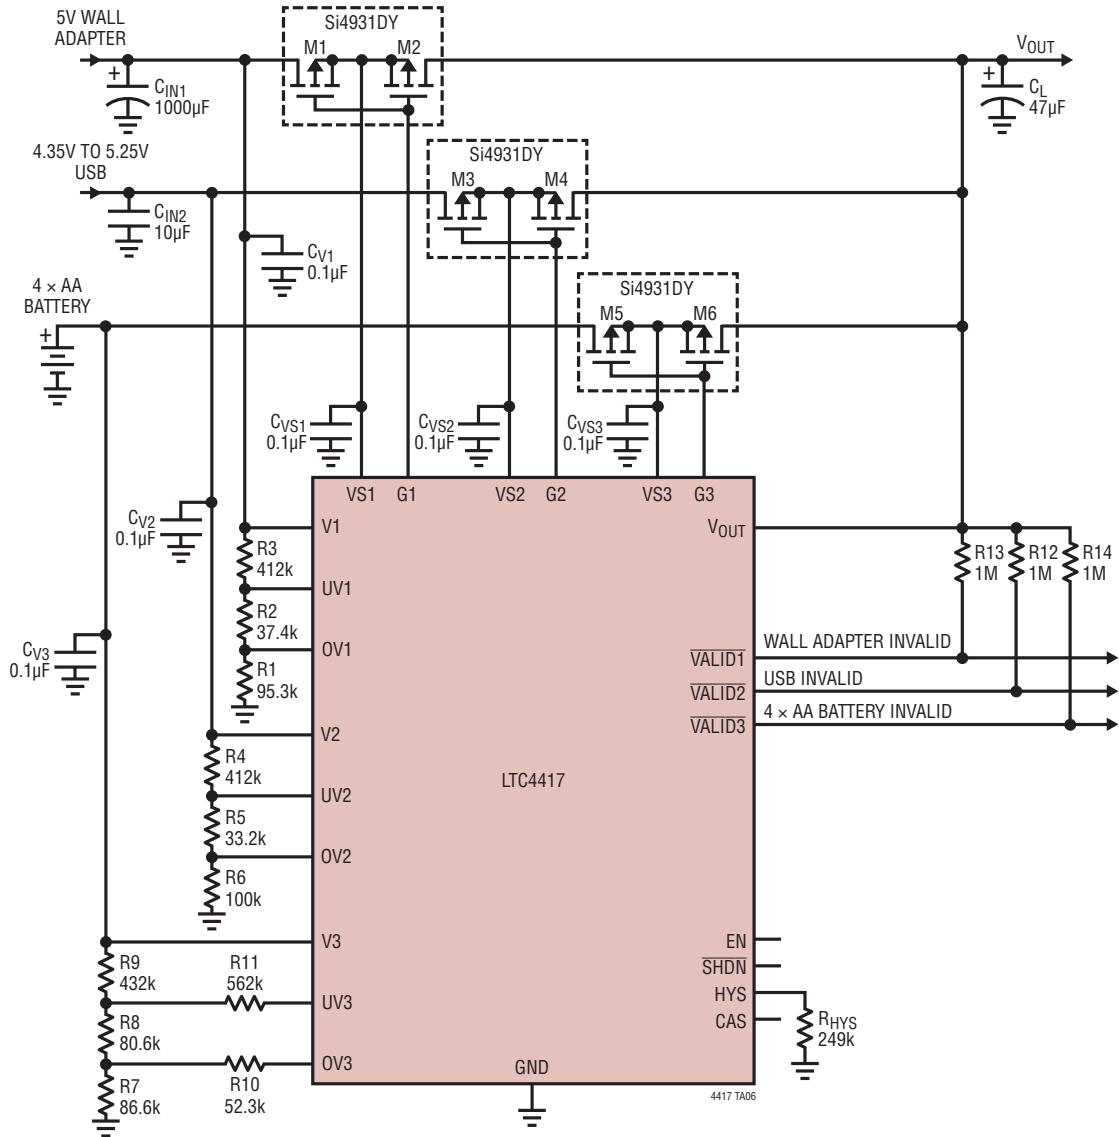 5V WALL
ADAPTER
Si4931DY
M1
M2
VOUT
+
CIN1
1000µF
+
CL
47µF
4.35V TO 5.25V
USB
Si4931DY
M3
M4
CIN2
10µF
CV1
0.1µF
4 × AA
BATTERY
Si4931DY
+
M5
M6
CVS1
0.1µF
CVS2
0.1µF
CVS3
0.1µF
VS1
G1
VS2
G2
VS3
G3
CV2
0.1µF
V1
VOUT
R3
412k
R13
1M
R12
1M
R14
1M
UV1
R2
37.4k
CV3
0.1µF
OV1
R1
95.3k
VALID1
WALL ADAPTER INVALID
VALID2
USB INVALID
VALID3
4 × AA BATTERY INVALID
V2
R4
412k
LTC4417
UV2
R5
33.2k
OV2
R6
100k
V3
EN
R9
432k
R11
562k
SHDN
UV3
HYS
R8
80.6k
CAS
RHYS
249k
OV3
GND
R7
86.6k
R10
52.3k
4417 TA06